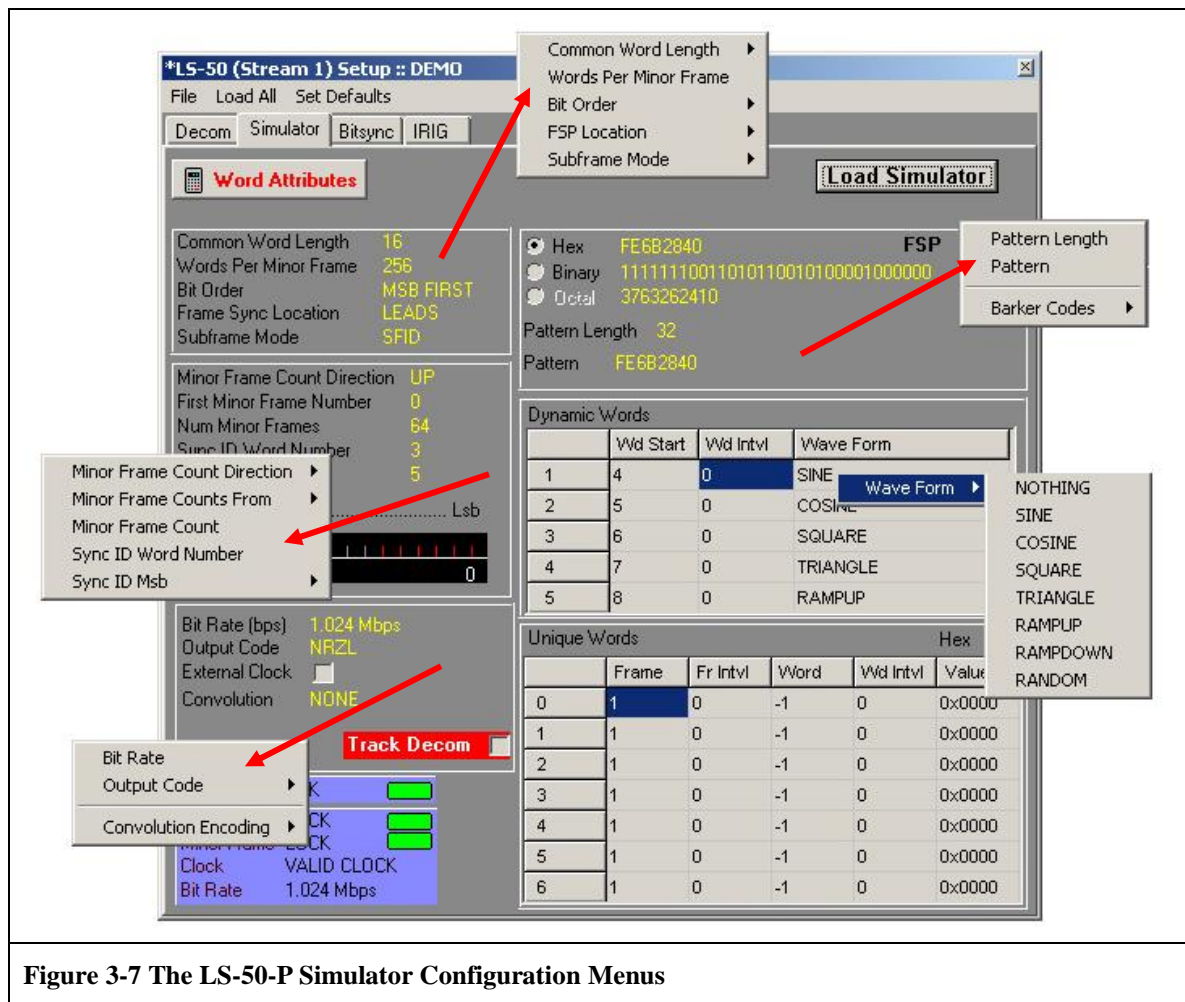 *LS-50 (Stream 1) Setup :: DEMO
File Load All Set Defaults
Decom Simulator Bitsync IRIG
Common Word Length
Words Per Minor Frame
Bit Order
FSP Location
Subframe Mode
Word Attributes
Load Simulator
Common Word Length 16
Words Per Minor Frame 256
Bit Order MSB FIRST
Frame Sync Location LEADS
Subframe Mode SFID
Hex FE6B2840 FSP
Binary 11111110011010110010100001000000
Octal 3763262410
Pattern Length 32
Pattern FE6B2840
Pattern Length
Pattern
Barker Codes
Minor Frame Count Direction UP
First Minor Frame Number 0
Num Minor Frames 64
Sync ID Word Number 3
5
Lsb
0
Minor Frame Count Direction
Minor Frame Counts From
Minor Frame Count
Sync ID Word Number
Sync ID Msb
Dynamic Words
Wd Start Wd Intvl Wave Form
1 4 0 SINE
2 5 0 COSINE
3 6 0 SQUARE
4 7 0 TRIANGLE
5 8 0 RAMPUP
Wave Form
NOTHING
SINE
COSINE
SQUARE
TRIANGLE
RAMPUP
RAMPDOWN
RANDOM
Bit Rate (bps) 1.024 Mbps
Output Code NRZL
External Clock
Convolution NONE
Track Decom
Bit Rate
Output Code
Convolution Encoding
Minor Frame LOCK
Clock VALID CLOCK
Bit Rate 1.024 Mbps
Unique Words Hex
Frame Fr Intvl Word Wd Intvl Value
0 1 0 -1 0 0x0000
1 1 0 -1 0 0x0000
2 1 0 -1 0 0x0000
3 1 0 -1 0 0x0000
4 1 0 -1 0 0x0000
5 1 0 -1 0 0x0000
6 1 0 -1 0 0x0000
Figure 3-7 The LS-50-P Simulator Configuration Menus